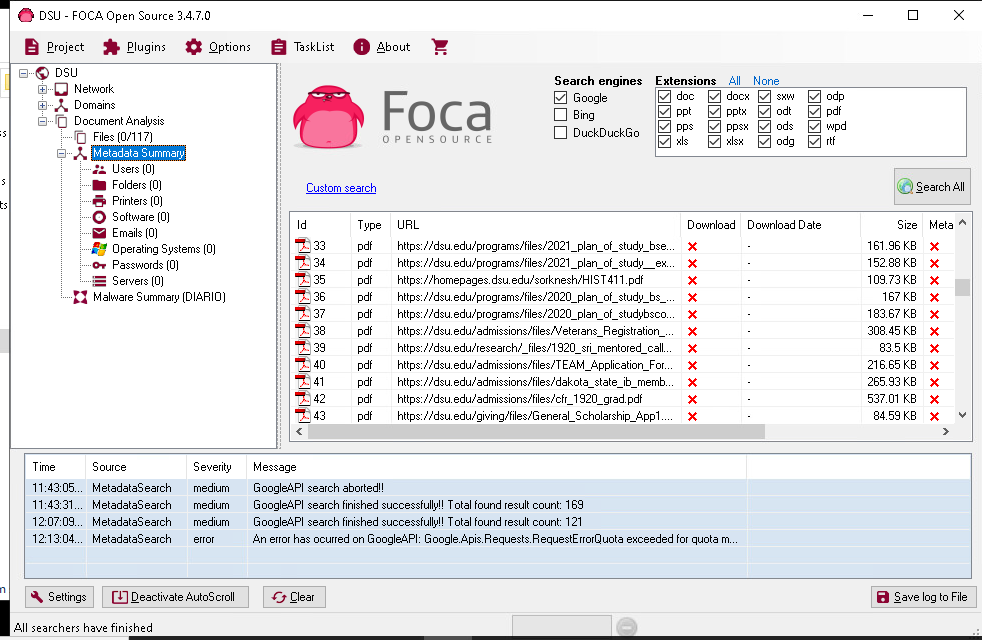 DSU - FOCA Open Source 3.4.7.0
Project Plugins Options TaskList About
DSU
Network
Domains
Document Analysis
Files (0/117)
Metadata Summary
Users (0)
Folders (0)
Printers (0)
Software (0)
Emails (0)
Operating Systems (0)
Passwords (0)
Servers (0)
Malware Summary (DIARIO)
Foca
OPENSOURCE
Search engines
Google
Bing
DuckDuckGo
Extensions All None
doc docx sxw odp
ppt pptx odt pdf
pps ppsx ods wpd
xls xlsx odg rtf
Custom search
Search All
Id Type URL Download Download Date Size Meta
33 pdf https://dsu.edu/programs/files/2021_plan_of_study_bse... - 161.96 KB
34 pdf https://dsu.edu/programs/files/2021_plan_of_study__ex... - 152.88 KB
35 pdf https://homepages.dsu.edu/sorknesh/HIST411.pdf - 109.73 KB
36 pdf https://dsu.edu/programs/files/2020_plan_of_study_bs_... - 167 KB
37 pdf https://dsu.edu/programs/files/2020_plan_of_studybsco... - 183.67 KB
38 pdf https://dsu.edu/admissions/files/Veterans_Registration_... - 308.45 KB
39 pdf https://dsu.edu/research/_files/1920_sri_mentored_call... - 83.5 KB
40 pdf https://dsu.edu/admissions/files/TEAM_Application_For... - 216.65 KB
41 pdf https://dsu.edu/admissions/files/dakota_state_ib_memb... - 265.93 KB
42 pdf https://dsu.edu/admissions/files/cfr_1920_grad.pdf - 537.01 KB
43 pdf https://dsu.edu/giving/files/General_Scholarship_App1.... - 84.59 KB
Time Source Severity Message
11:43:05... MetadataSearch medium GoogleAPI search aborted!!
11:43:31... MetadataSearch medium GoogleAPI search finished successfully!! Total found result count: 169
12:07:09... MetadataSearch medium GoogleAPI search finished successfully!! Total found result count: 121
12:13:04... MetadataSearch error An error has ocurred on GoogleAPI: Google.Apis.Requests.RequestErrorQuota exceeded for quota m...
Settings Deactivate AutoScroll Clear Save log to File
All searchers have finished